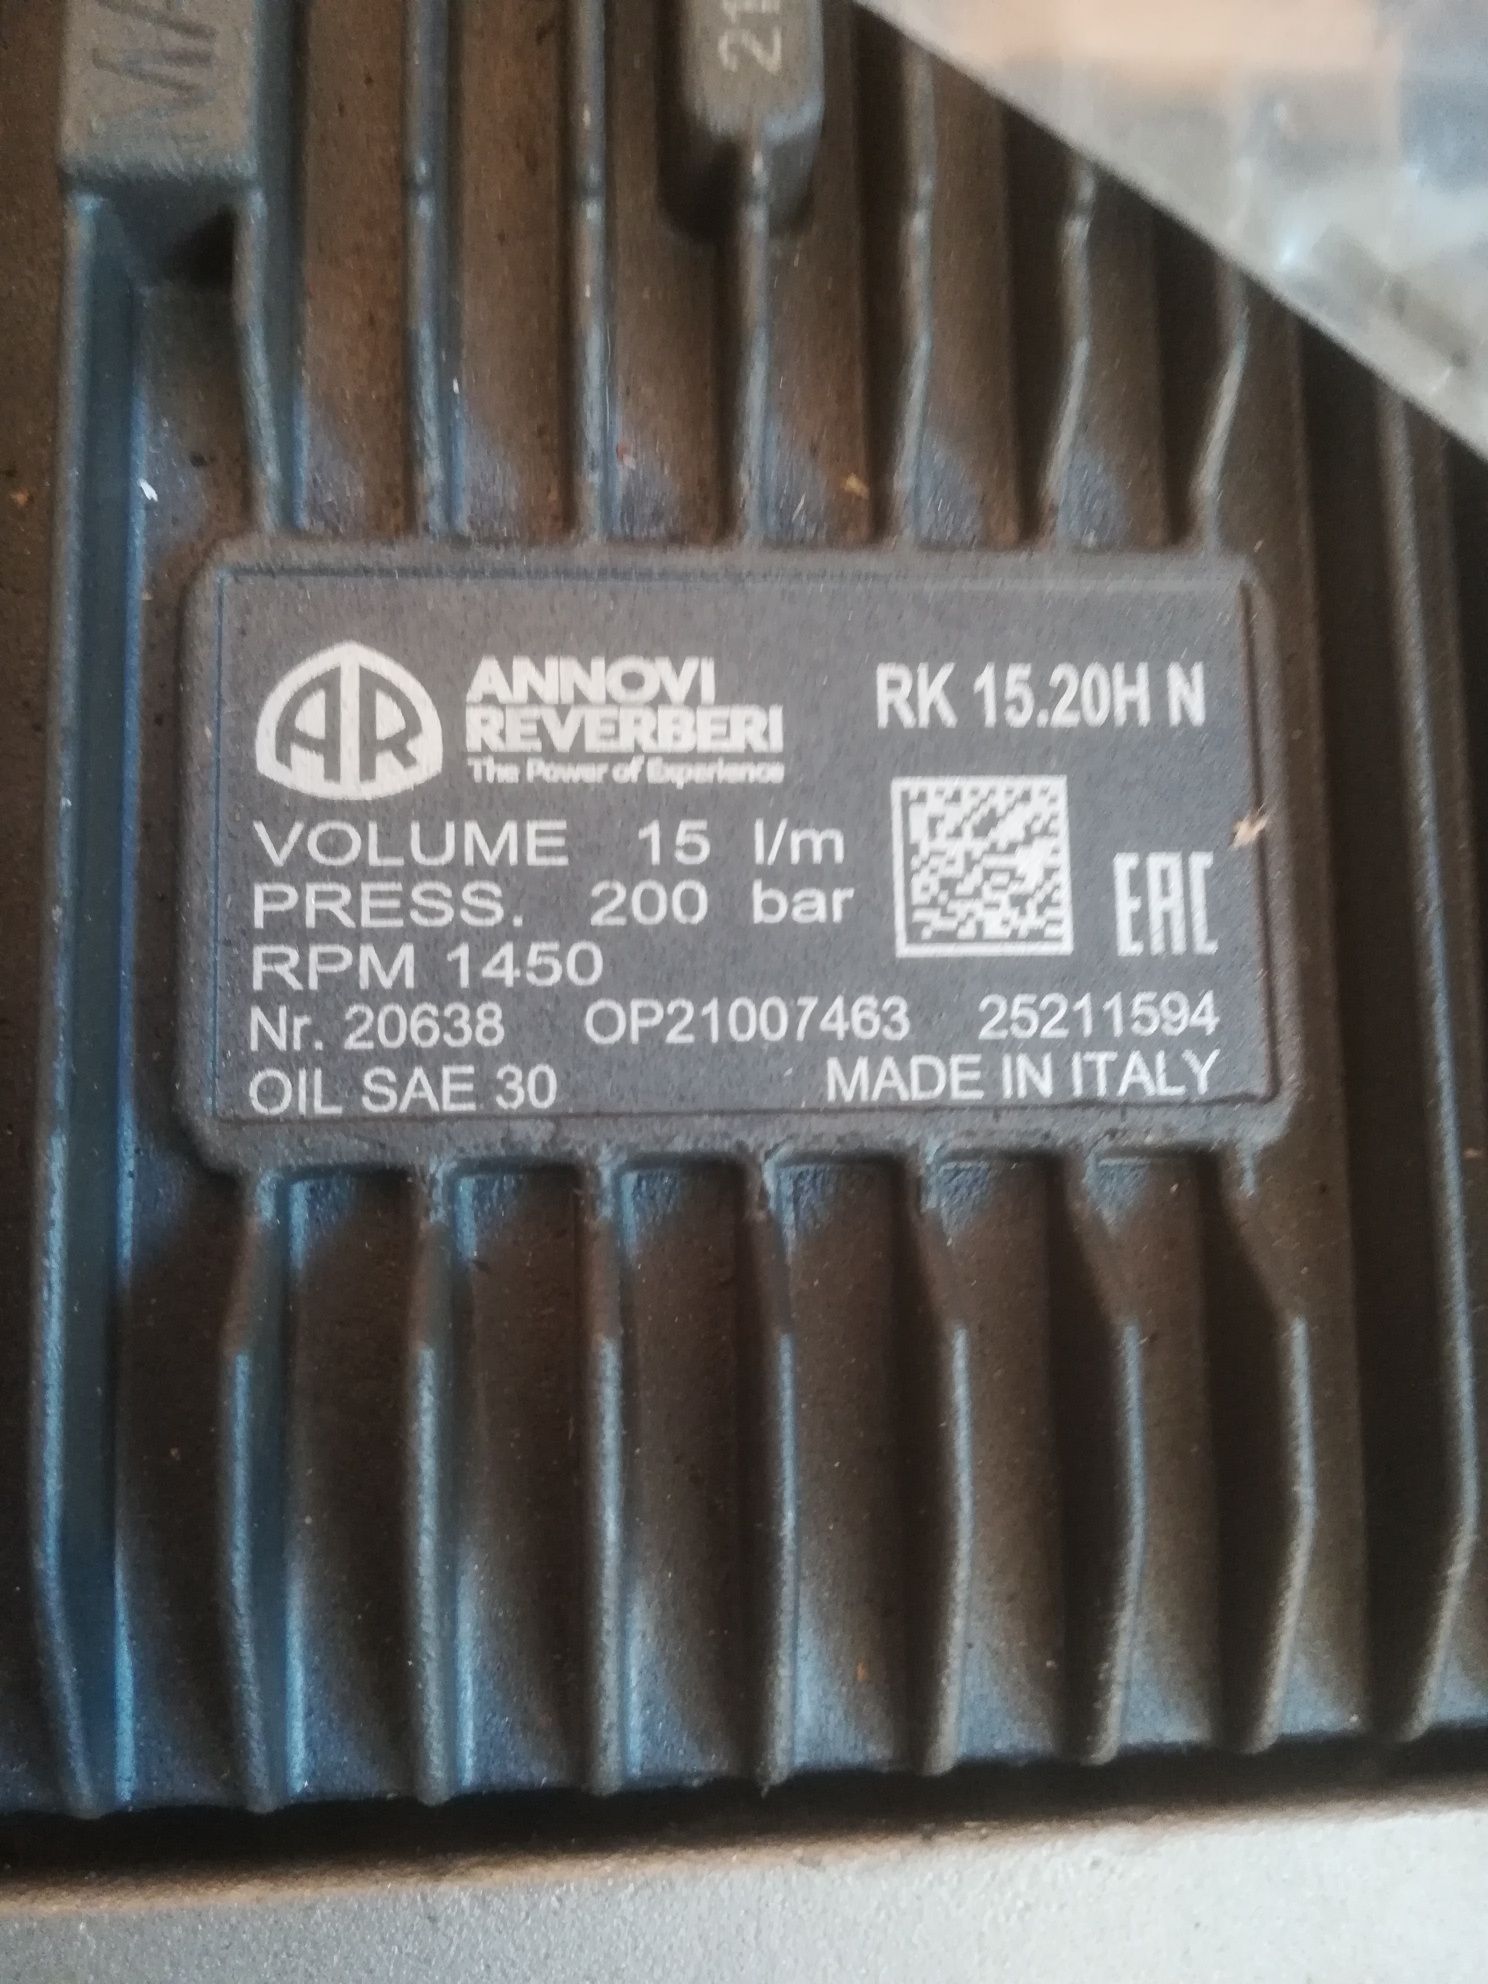 21
AR
ANNOVI
REVERBERI
The Power of Experience
RK 15.20H N
VOLUME 15 l/m
PRESS. 200 bar
RPM 1450
EAC
Nr. 20638 OP21007463 25211594
OIL SAE 30 MADE IN ITALY